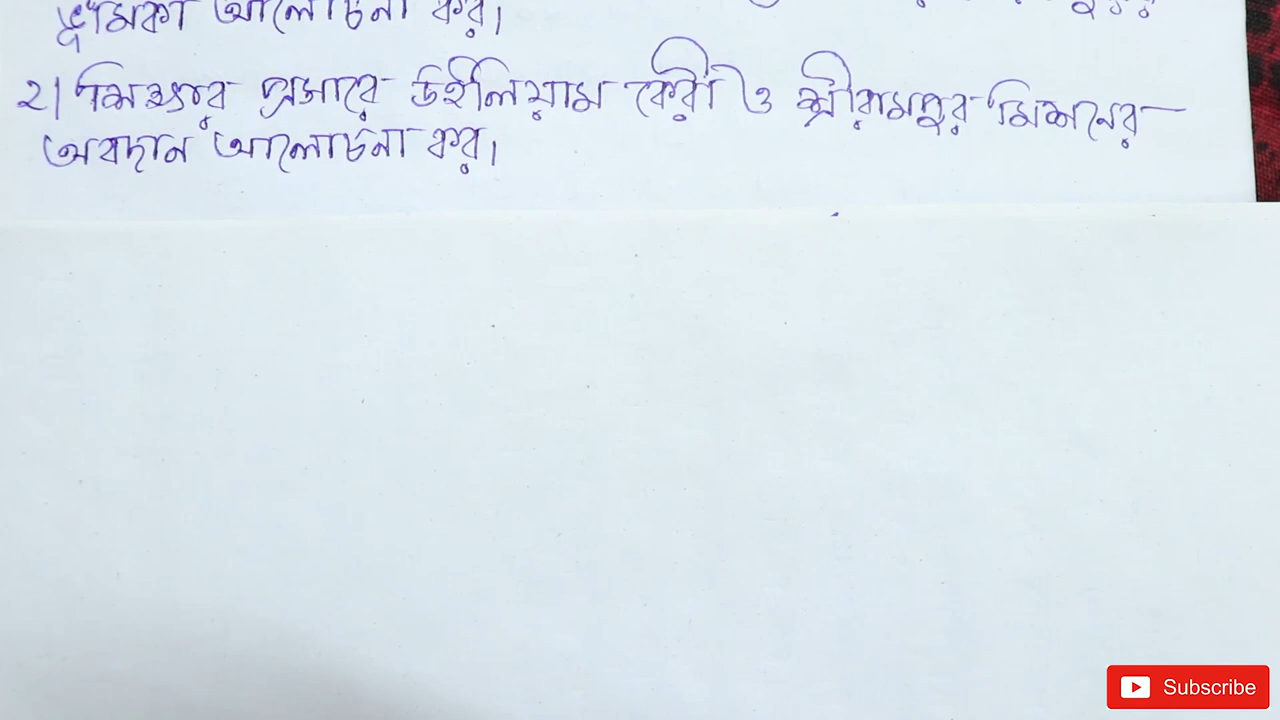 ভূমিকা আলোচনা কর।
২। শিক্ষার প্রসারে উইলিয়াম কেরী ও শ্রীরামপুর মিশনের
অবদান আলোচনা কর।
Subscribe